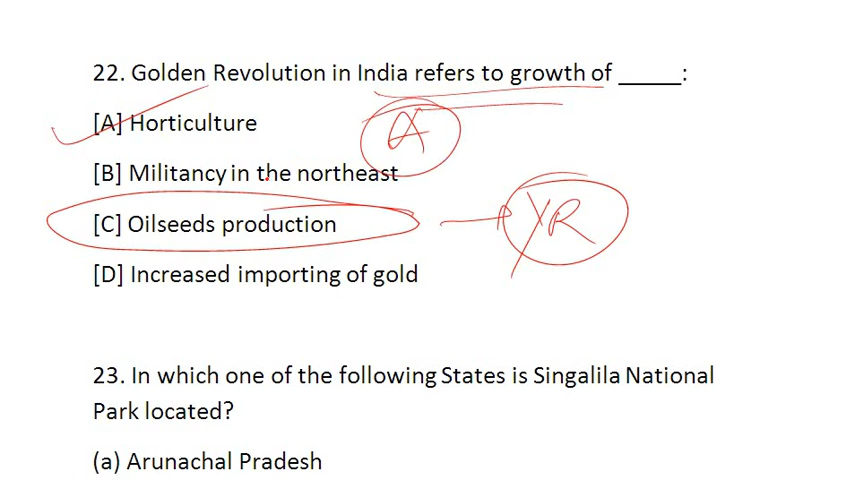 22. Golden Revolution in India refers to growth of _____:
[A] Horticulture
A
[B] Militancy in the northeast
[C] Oilseeds production
YR
[D] Increased importing of gold
23. In which one of the following States is Singalila National
Park located?
(a) Arunachal Pradesh